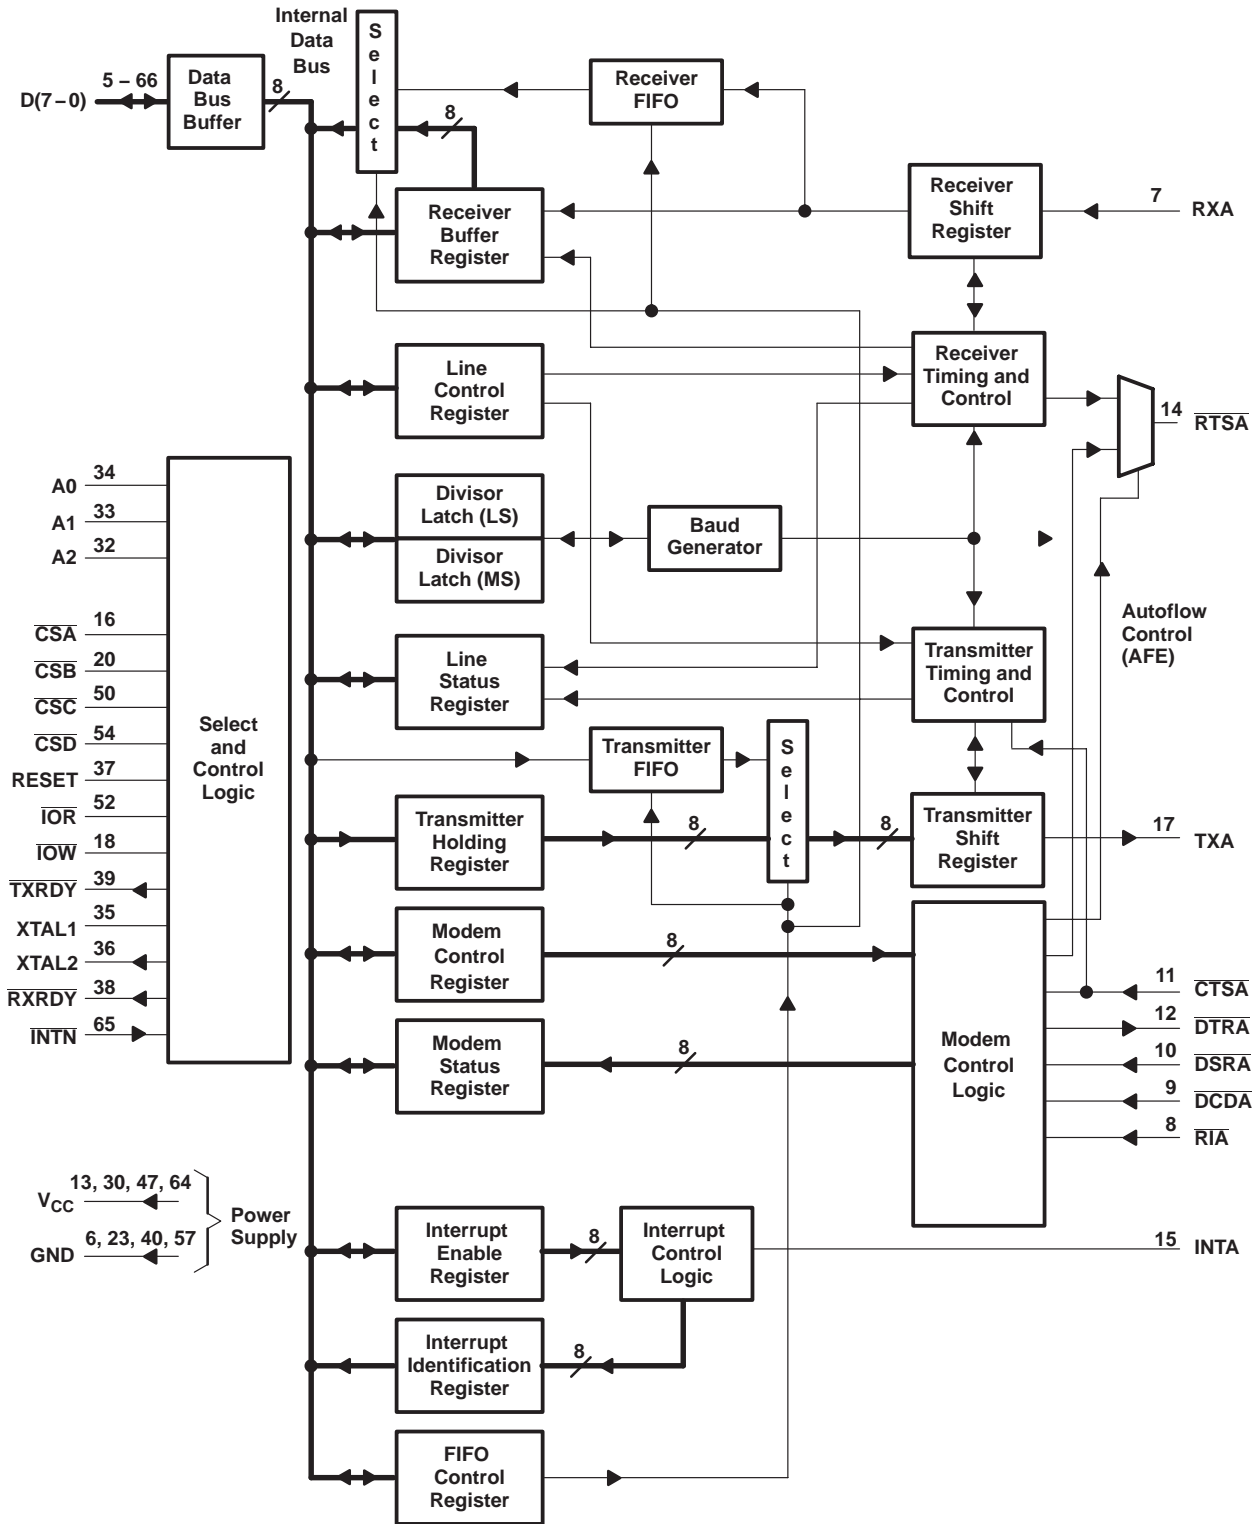 Internal
Data
Bus
S
e
l
e
c
t
5 – 66
D(7–0)
Data
Bus
Buffer
8
8
Receiver
FIFO
Receiver
Buffer
Register
Receiver
Shift
Register
7
RXA
Line
Control
Register
Receiver
Timing and
Control
14
RTSA
A0
34
A1
33
A2
32
CSA
16
CSB
20
CSC
50
CSD
54
RESET
37
IOR
52
IOW
18
TXRDY
39
XTAL1
35
XTAL2
36
RXRDY
38
INTN
65
Select
and
Control
Logic
Divisor
Latch (LS)
Divisor
Latch (MS)
Baud
Generator
Autoflow
Control
(AFE)
Line
Status
Register
Transmitter
Timing and
Control
Transmitter
FIFO
S
e
l
e
c
t
Transmitter
Holding
Register
8
8
Transmitter
Shift
Register
17
TXA
Modem
Control
Register
8
Modem
Status
Register
8
Modem
Control
Logic
11
CTSA
12
DTRA
10
DSRA
9
DCDA
8
RIA
13, 30, 47, 64
VCC
6, 23, 40, 57
GND
Power
Supply
Interrupt
Enable
Register
8
Interrupt
Control
Logic
15
INTA
Interrupt
Identification
Register
8
FIFO
Control
Register